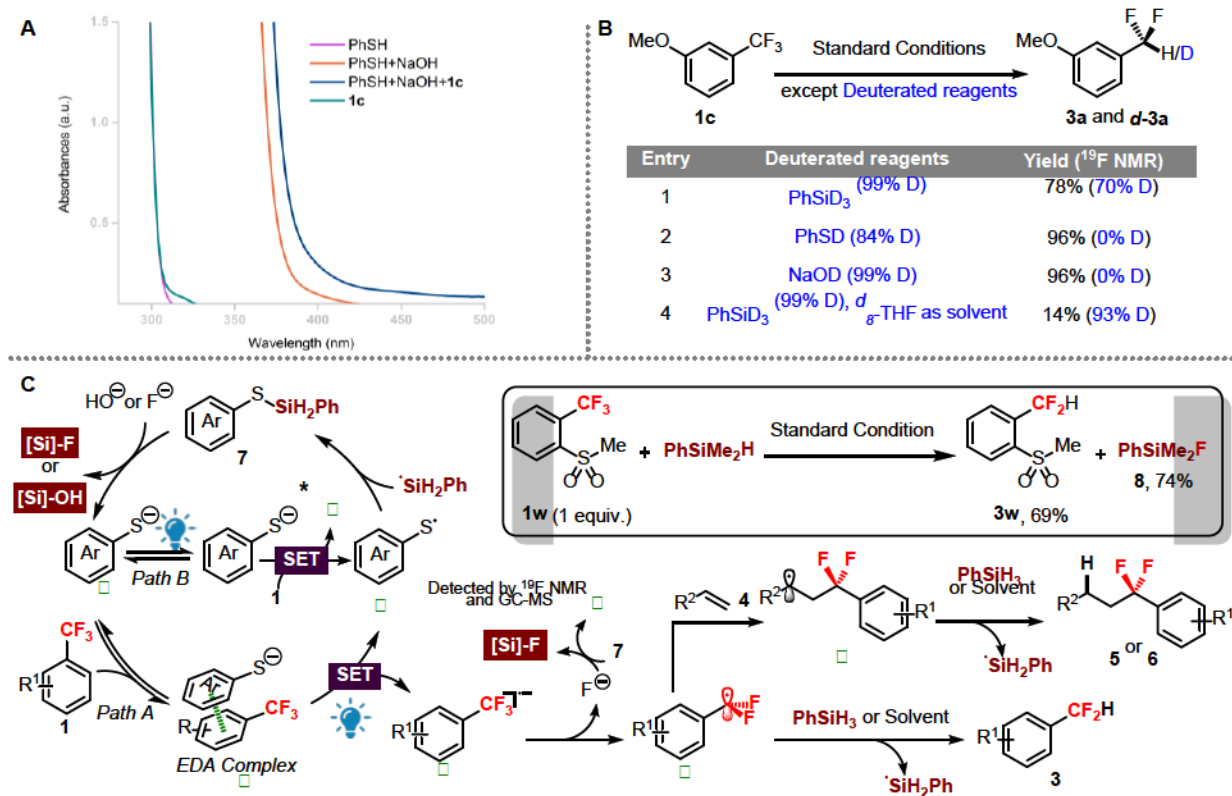 A
1.5
1.0
0.5
300
350
400
450
500
Absorbances (a.u.)
Wavelength (nm)
PhSH
PhSH+NaOH
PhSH+NaOH+1c
1c
B
MeO
CF3
1c
Standard Conditions
except Deuterated reagents
F
F
MeO
H/D
3a and d-3a
Entry Deuterated reagents Yield (19F NMR)
1 PhSiD3 (99% D) 78% (70% D)
2 PhSD (84% D) 96% (0% D)
3 NaOD (99% D) 96% (0% D)
4 PhSiD3 (99% D), d8-THF as solvent 14% (93% D)
C
HO⊖ or F⊖
S
SiH2Ph
Ar
7
[Si]-F
or
[Si]-OH
·SiH2Ph
CF3
Me
S
O O
1w (1 equiv.)
+ PhSiMe2H
Standard Condition
CF2H
Me
S
O O
3w, 69%
+ PhSiMe2F
8, 74%
S⊖
Ar
Path B
*
S⊖
Ar
SET
1
S·
Ar
Detected by 19F NMR
and GC-MS
[Si]-F
7
F⊖
R2
4
R2
F F
R1
PhSiH3
or Solvent
·SiH2Ph
H
F F
R2
R1
5 or 6
CF3
R1
1
Path A
S⊖
Ar
R
CF3
EDA Complex
SET
CF3
·−
R1
R1
F
F
PhSiH3 or Solvent
·SiH2Ph
CF2H
R1
3